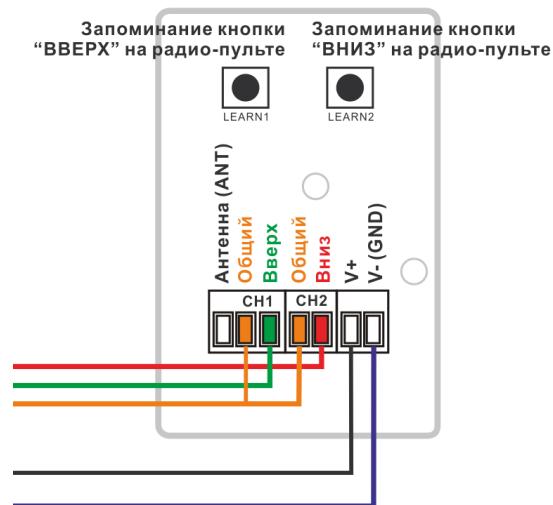 Запоминание кнопки
“ВВЕРХ” на радио-пульте
Запоминание кнопки
“ВНИЗ” на радио-пульте
LEARN1
LEARN2
Антенна (ANT)
Общий
Вверх
Общий
Вниз
V+
V- (GND)
CH1
CH2